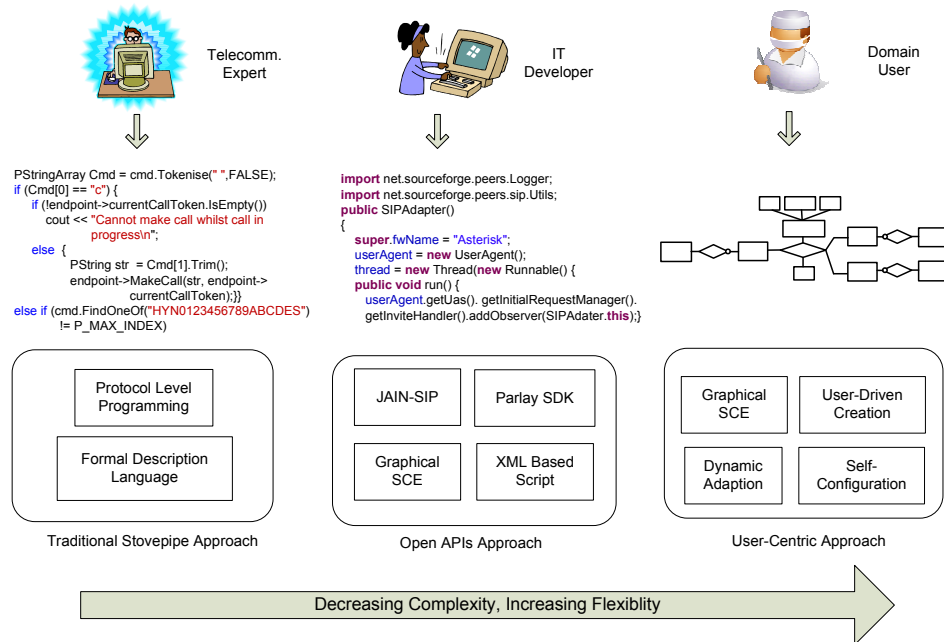 Telecomm.
Expert
IT
Developer
Domain
User
PStringArray Cmd = cmd.Tokenise(" ",FALSE);
if (Cmd[0] == "c") {
if (!endpoint->currentCallToken.IsEmpty())
cout << "Cannot make call whilst call in
progress\n";
else {
PString str = Cmd[1].Trim();
endpoint->MakeCall(str, endpoint->
currentCallToken);}}
else if (cmd.FindOneOf("HYN0123456789ABCDES")
!= P_MAX_INDEX)
import net.sourceforge.peers.Logger;
import net.sourceforge.peers.sip.Utils;
public SIPAdapter()
{
super.fwName = "Asterisk";
userAgent = new UserAgent();
thread = new Thread(new Runnable() {
public void run() {
userAgent.getUas(). getInitialRequestManager().
getInviteHandler().addObserver(SIPAdater.this);}
Protocol Level
Programming
Formal Description
Language
Traditional Stovepipe Approach
JAIN-SIP
Parlay SDK
Graphical
SCE
XML Based
Script
Open APIs Approach
Graphical
SCE
User-Driven
Creation
Dynamic
Adaption
Self-
Configuration
User-Centric Approach
Decreasing Complexity, Increasing Flexiblity